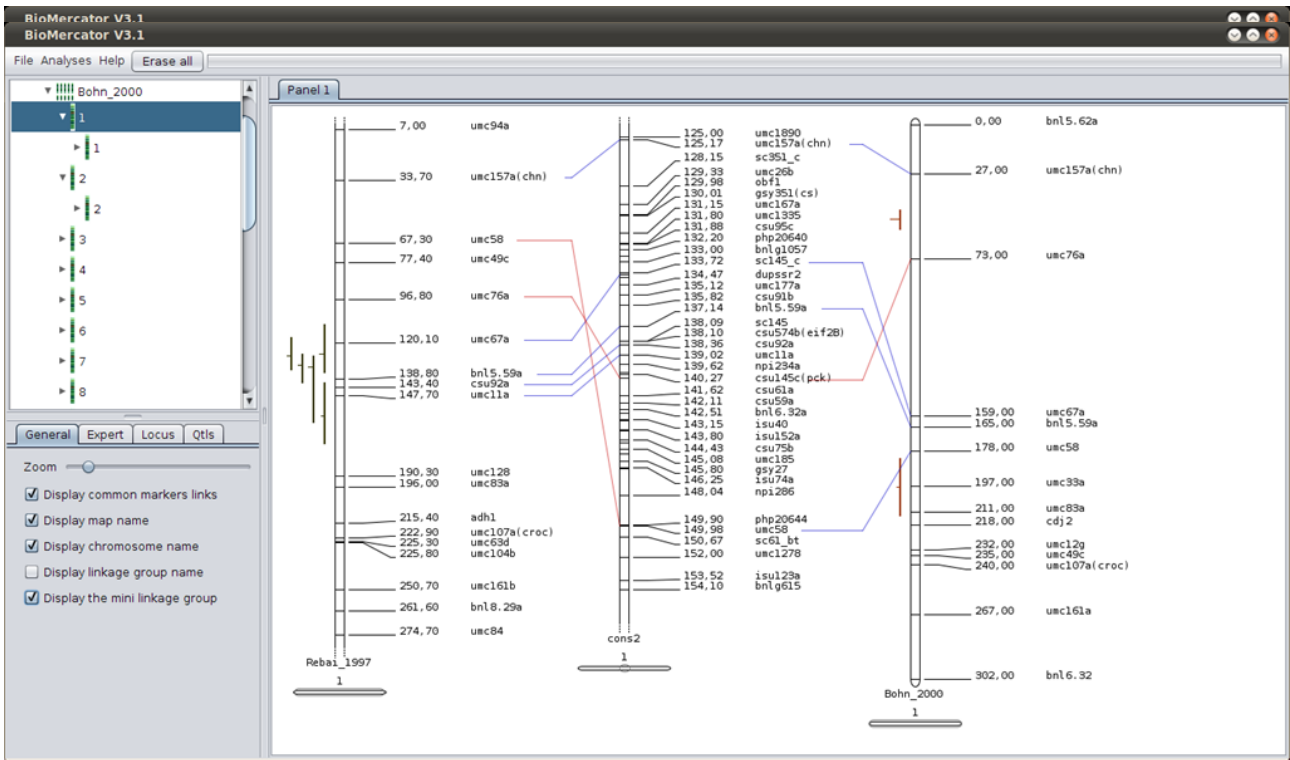 BioMercator V3.1
BioMercator V3.1
File Analyses Help Erase all
Bohn_2000
1
1
2
2
3
4
5
6
7
8
General Expert Locus Qtls
Zoom
Display common markers links
Display map name
Display chromosome name
Display linkage group name
Display the mini linkage group
Panel 1
7,00 umc94a
33,70 umc157a(chn)
67,30 umc58
77,40 umc49c
96,80 umc76a
120,10 umc67a
138,80 bnl5.59a
143,40 csu92a
147,70 umc11a
190,30 umc128
196,00 umc83a
215,40 adh1
222,90 umc107a(croc)
225,30 umc63d
225,80 umc104b
250,70 umc161b
261,60 bnl8.29a
274,70 umc84
Rebai_1997
1
125,00 umc1890
125,17 umc157a(chn)
128,15 sc351_c
129,33 umc26b
129,98 obf1
130,01 gsy351(cs)
131,15 umc167a
131,80 umc1335
131,88 csu95c
132,20 php20640
133,00 bnlg1057
133,72 sc145_c
134,47 dupssr2
135,12 umc177a
135,82 csu91b
137,14 bnl5.59a
138,09 sc145
138,10 csu574b(eif2B)
138,36 csu92a
139,02 umc11a
139,62 npi234a
140,27 csu145c(pck)
141,62 csu61a
142,11 csu59a
142,51 bnl6.32a
143,15 isu40
143,80 isu152a
144,43 csu75b
145,08 umc185
145,80 gsy27
146,25 isu74a
148,04 npi286
149,90 php20644
149,98 umc58
150,67 sc61_bt
152,00 umc1278
153,52 isu123a
154,10 bnlg615
cons2
1
0,00 bnl5.62a
27,00 umc157a(chn)
73,00 umc76a
159,00 umc67a
165,00 bnl5.59a
178,00 umc58
197,00 umc33a
211,00 umc83a
218,00 cdj2
232,00 umc12g
235,00 umc49c
240,00 umc107a(croc)
267,00 umc161a
302,00 bnl6.32
Bohn_2000
1